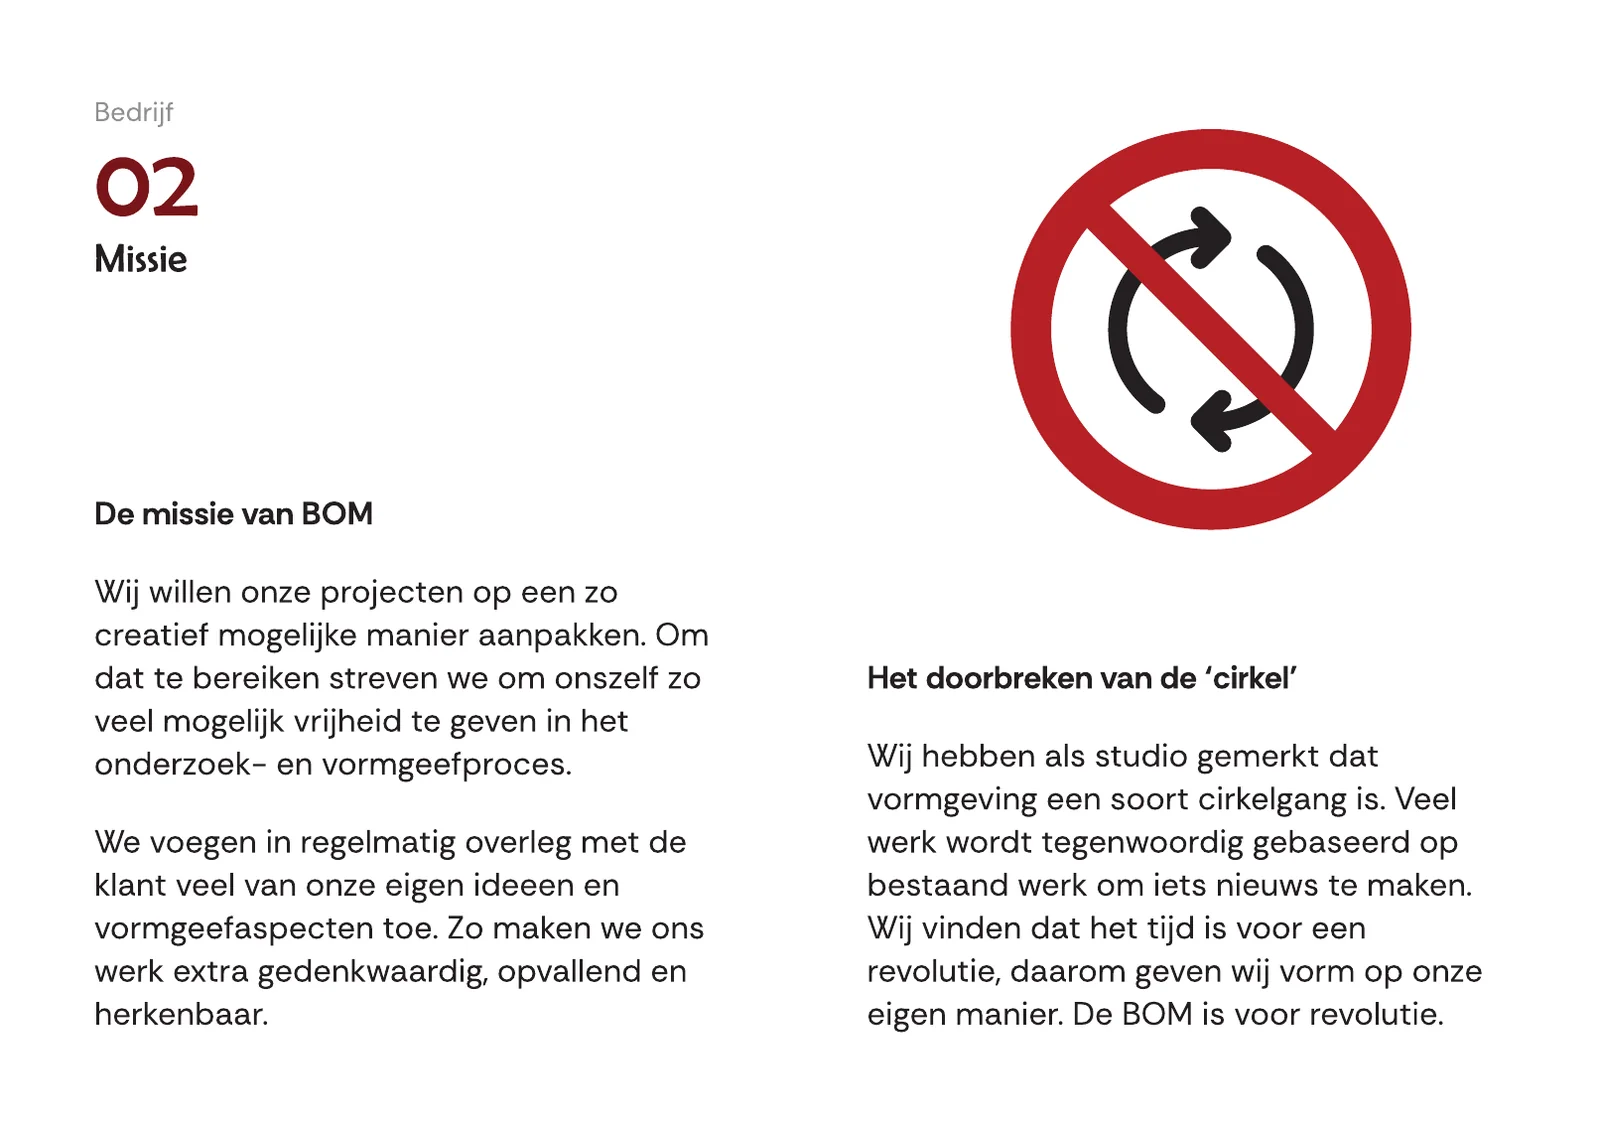 Bedrijf
02
Missie
De missie van BOM
Wij willen onze projecten op een zo
creatief mogelijke manier aanpakken. Om
dat te bereiken streven we om onszelf zo
veel mogelijk vrijheid te geven in het
onderzoek- en vormgeefproces.
We voegen in regelmatig overleg met de
klant veel van onze eigen ideeen en
vormgeefaspecten toe. Zo maken we ons
werk extra gedenkwaardig, opvallend en
herkenbaar.
Het doorbreken van de ‘cirkel’
Wij hebben als studio gemerkt dat
vormgeving een soort cirkelgang is. Veel
werk wordt tegenwoordig gebaseerd op
bestaand werk om iets nieuws te maken.
Wij vinden dat het tijd is voor een
revolutie, daarom geven wij vorm op onze
eigen manier. De BOM is voor revolutie.